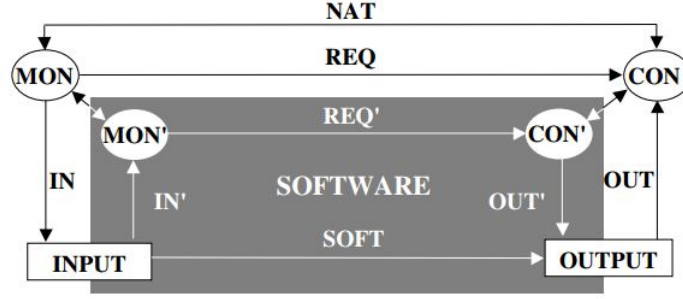 NAT
REQ
MON
CON
REQ'
MON'
CON'
SOFTWARE
IN
IN'
OUT'
OUT
SOFT
INPUT
OUTPUT